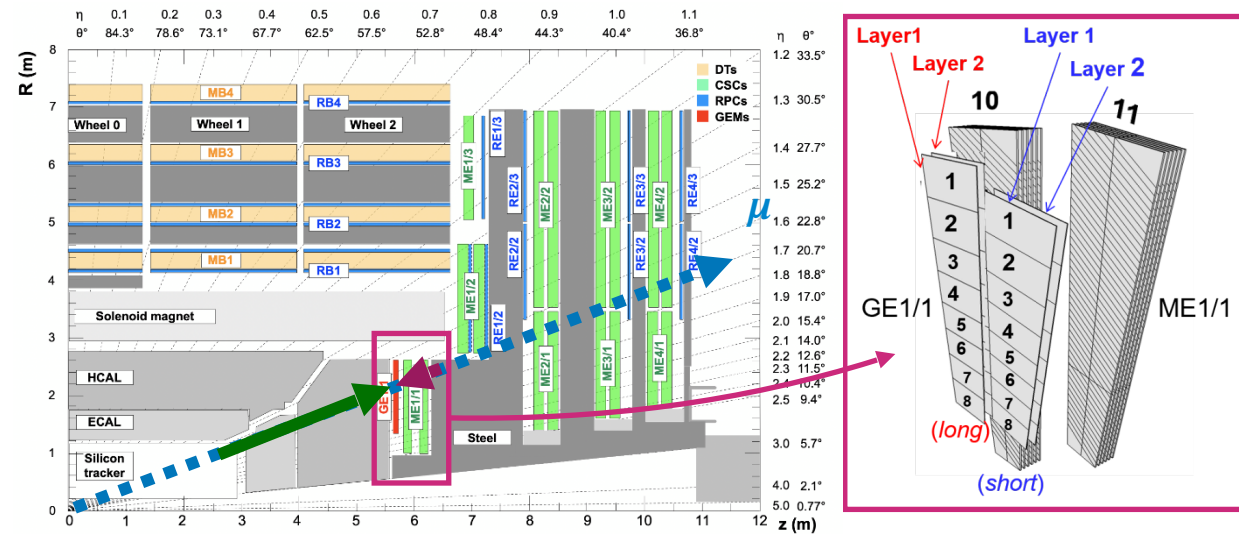 η 0.1 0.2 0.3 0.4 0.5 0.6 0.7 0.8 0.9 1.0 1.1
θ° 84.3° 78.6° 73.1° 67.7° 62.5° 57.5° 52.8° 48.4° 44.3° 40.4° 36.8° η θ°
R (m)
8
7
6
5
4
3
2
1
0
1.2 33.5°
1.3 30.5°
1.4 27.7°
1.5 25.2°
1.6 22.8°
1.7 20.7°
1.8 18.8°
1.9 17.0°
2.0 15.4°
2.1 14.0°
2.2 12.6°
2.3 11.5°
2.4 10.4°
2.5 9.4°
3.0 5.7°
4.0 2.1°
5.0 0.77°
DTs
CSCs
RPCs
GEMs
MB4
RB4
Wheel 0 Wheel 1 Wheel 2
MB3
RB3
MB2
RB2
MB1
RB1
Solenoid magnet
HCAL
ECAL
Silicon
tracker
Steel
ME1/3
RE1/3
RE2/3
ME2/2
ME3/2
RE3/3
ME4/2
RE4/3
ME1/2
RE1/2
RE2/2
RE3/2
RE4/2
ME1/1
ME2/1
ME3/1
ME4/1
μ
0 1 2 3 4 5 6 7 8 9 10 11 12
z (m)
Layer1
Layer 2
Layer 1
Layer 2
10
11
1
2
3
4
5
6
7
8
1
2
3
4
5
6
7
8
GE1/1
ME1/1
(long)
(short)